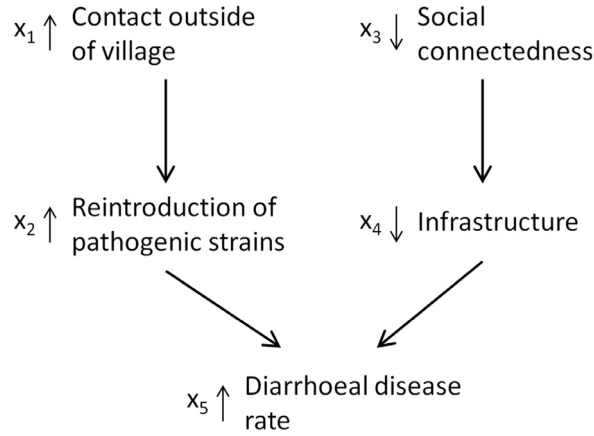 x1 Contact outside
of village
x3 Social
connectedness
x2 Reintroduction of
pathogenic strains
x4 Infrastructure
x5 Diarrhoeal disease
rate